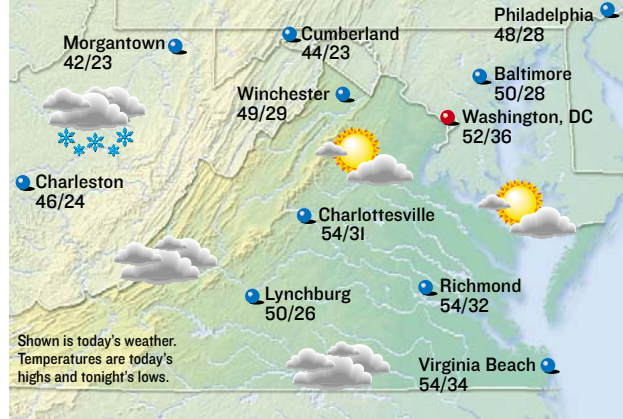 Philadelphia
48/28
Morgantown
42/23
Cumberland
44/23
Baltimore
50/28
Winchester
49/29
Washington, DC
52/36
Charleston
46/24
Charlottesville
54/31
Lynchburg
50/26
Richmond
54/32
Shown is today's weather.
Temperatures are today's
highs and tonight's lows.
Virginia Beach
54/34